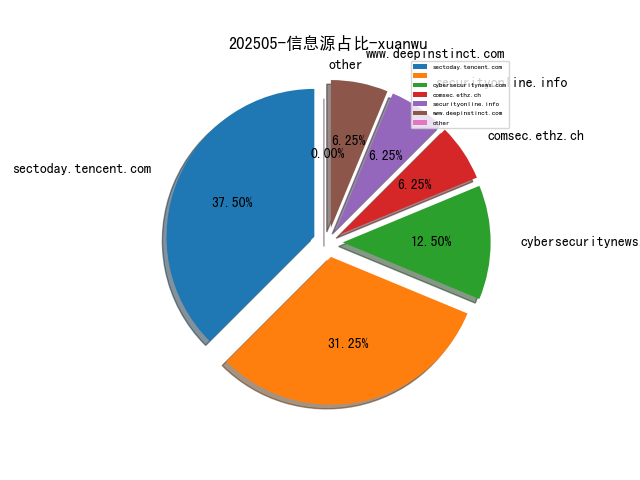 202505-信息源占比-xuanwu
www.deepinstinct.com
other
securityonline.info
sectoday.tencent.com
cybersecuritynews.com
comsec.ethz.ch
securityonline.info
www.deepinstinct.com
other
comsec.ethz.ch
sectoday.tencent.com
cybersecuritynews
6.25%
0.00%
6.25%
6.25%
37.50%
12.50%
31.25%